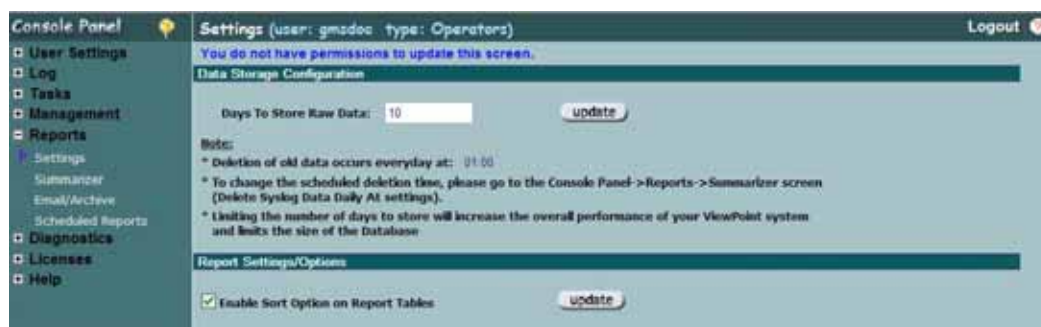 Console Panel
User Settings
Log
Tasks
Management
Reports
Settings
Summarizer
Email/Archive
Scheduled Reports
Diagnostics
Licenses
Help
Settings (user: gmsdoc type: Operators)
Logout
You do not have permissions to update this screen.
Data Storage Configuration
Days To Store Raw Data: 10 update
Note:
* Deletion of old data occurs everyday at: 01:00
* To change the scheduled deletion time, please go to the Console Panel->Reports->Summarizer screen
(Delete Syslog Data Daily At settings).
* Limiting the number of days to store will increase the overall performance of your ViewPoint system
and limits the size of the Database
Report Settings/Options
Enable Sort Option on Report Tables update